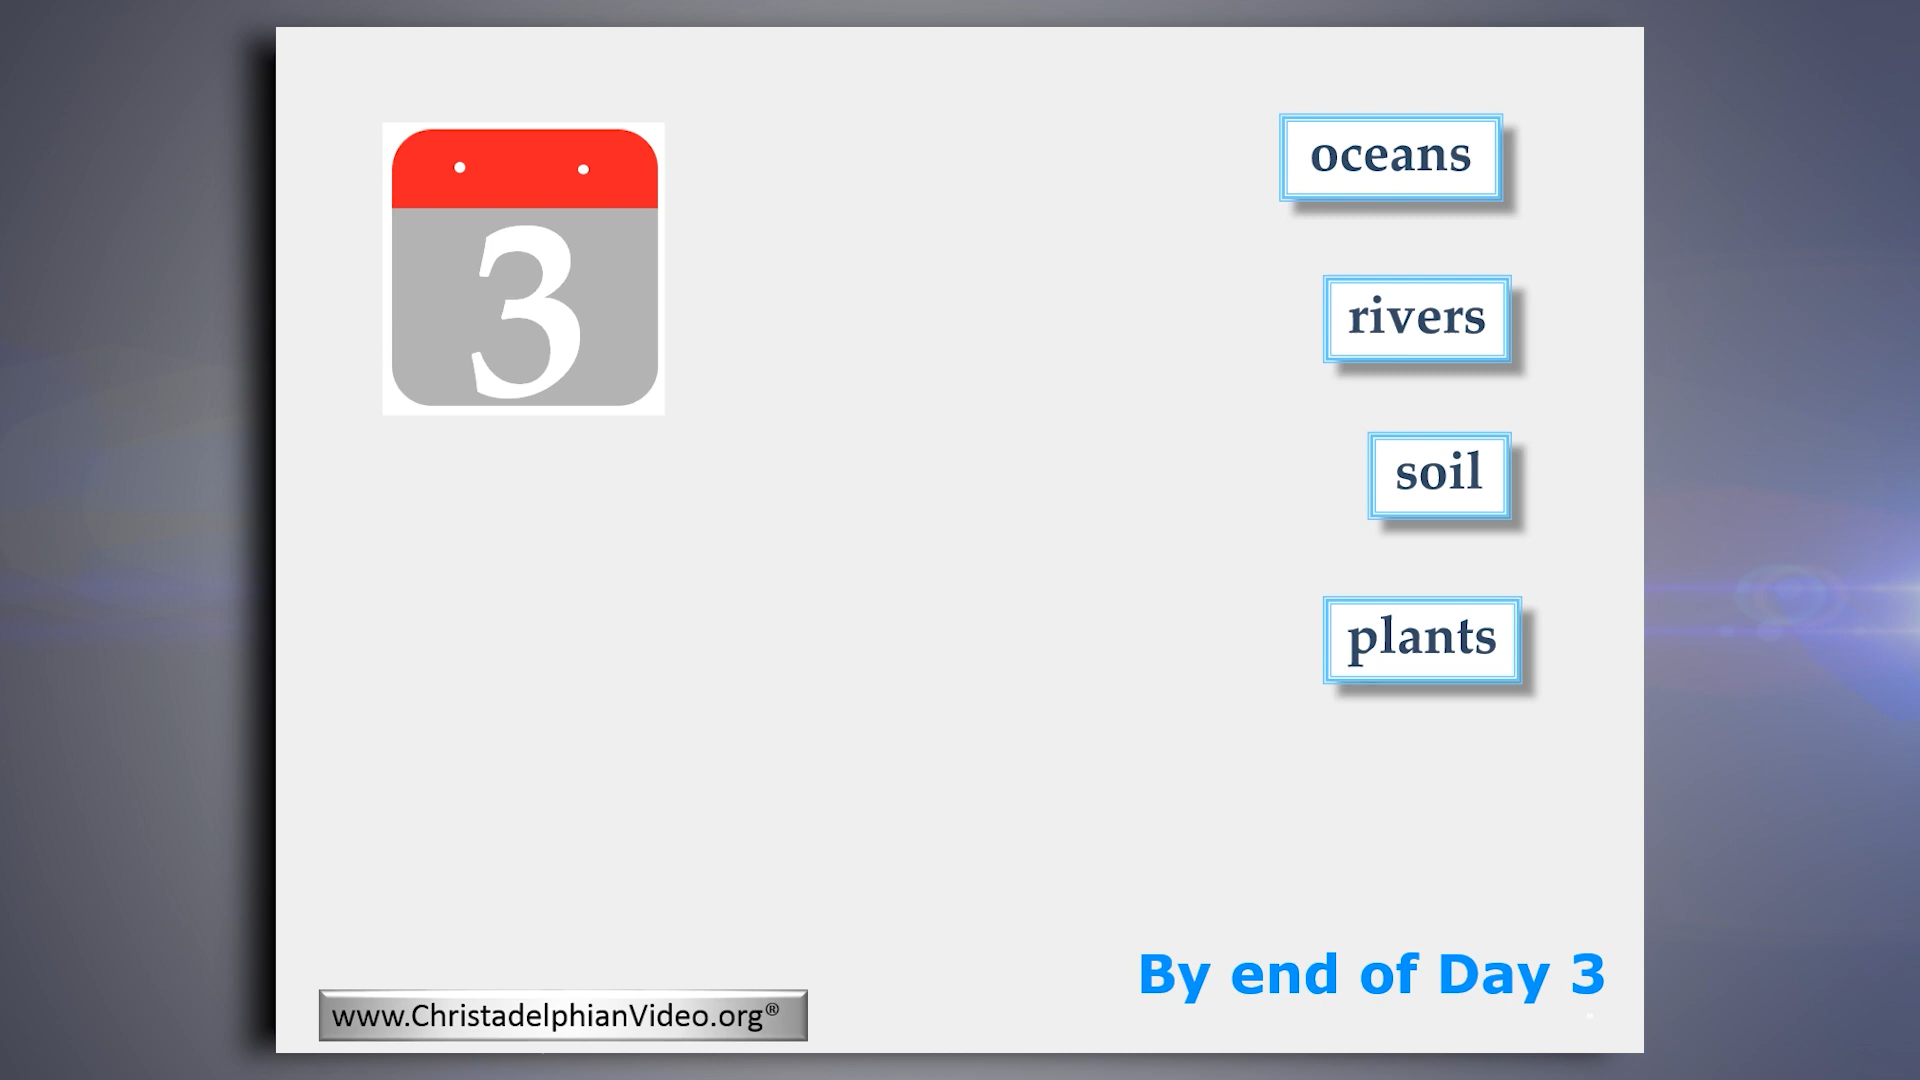 3
oceans
rivers
soil
plants
By end of Day 3
www.ChristadelphianVideo.org®